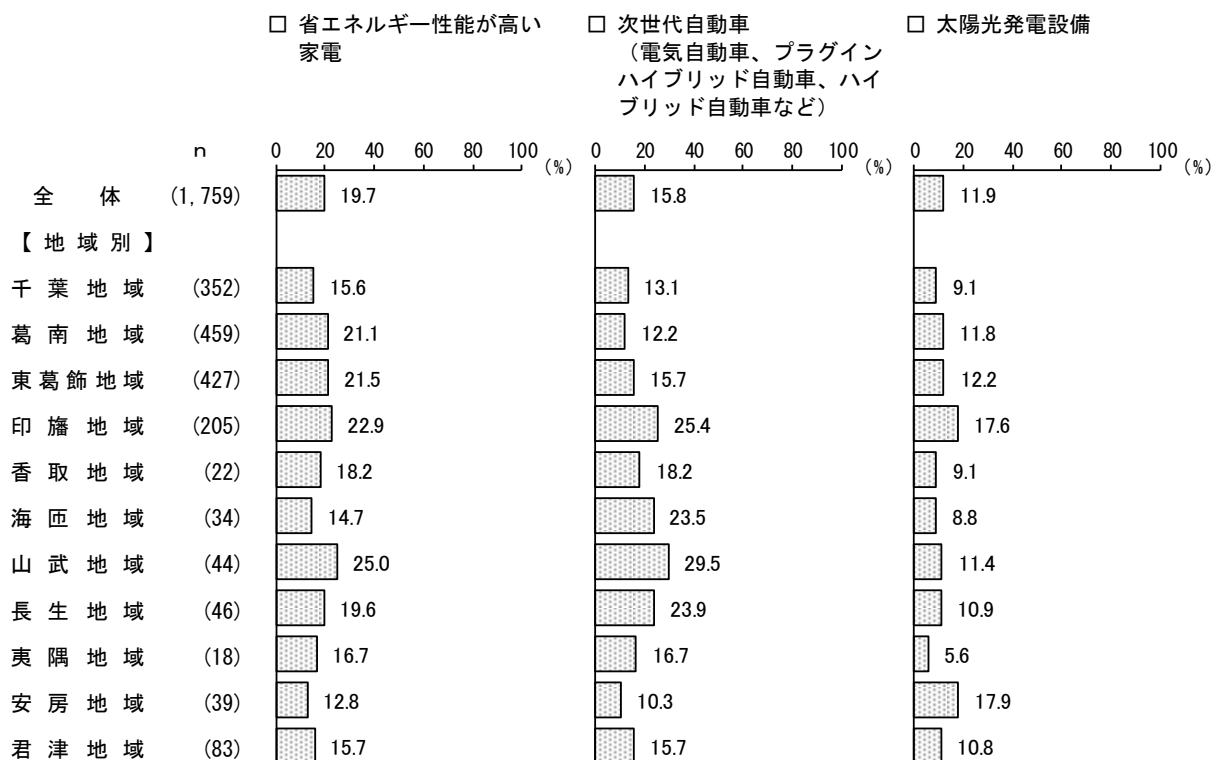 □ 省エネルギー性能が高い
家電
□ 次世代自動車
（電気自動車、プラグイン
ハイブリッド自動車、ハイ
ブリッド自動車など）
□ 太陽光発電設備
n 0 20 40 60 80 100 (%) 0 20 40 60 80 100 (%) 0 20 40 60 80 100 (%)
全体 (1,759) 19.7 15.8 11.9
【地域別】
千葉地域 (352) 15.6 13.1 9.1
葛南地域 (459) 21.1 12.2 11.8
東葛飾地域 (427) 21.5 15.7 12.2
印旛地域 (205) 22.9 25.4 17.6
香取地域 (22) 18.2 18.2 9.1
海匝地域 (34) 14.7 23.5 8.8
山武地域 (44) 25.0 29.5 11.4
長生地域 (46) 19.6 23.9 10.9
夷隅地域 (18) 16.7 16.7 5.6
安房地域 (39) 12.8 10.3 17.9
君津地域 (83) 15.7 15.7 10.8